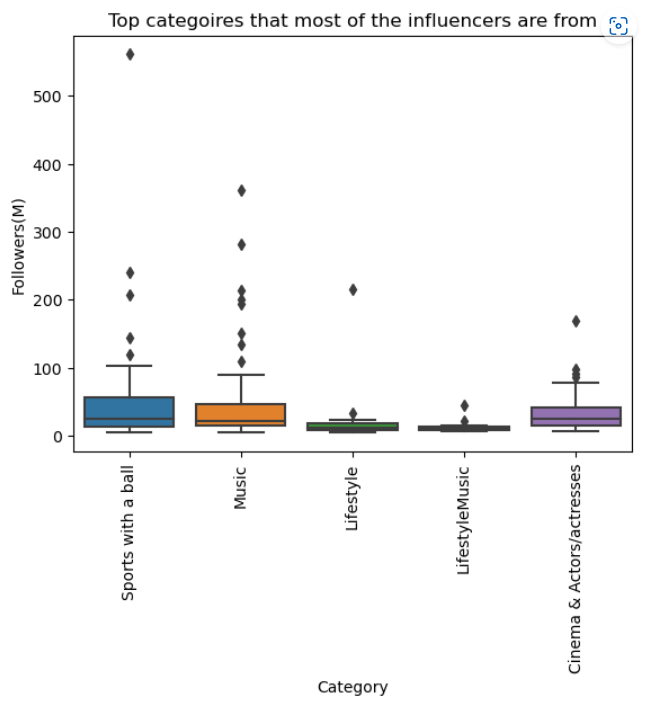 Top categoires that most of the influencers are from
Followers(M)
500
400
300
200
100
0
Sports with a ball
Music
Lifestyle
LifestyleMusic
Cinema & Actors/actresses
Category